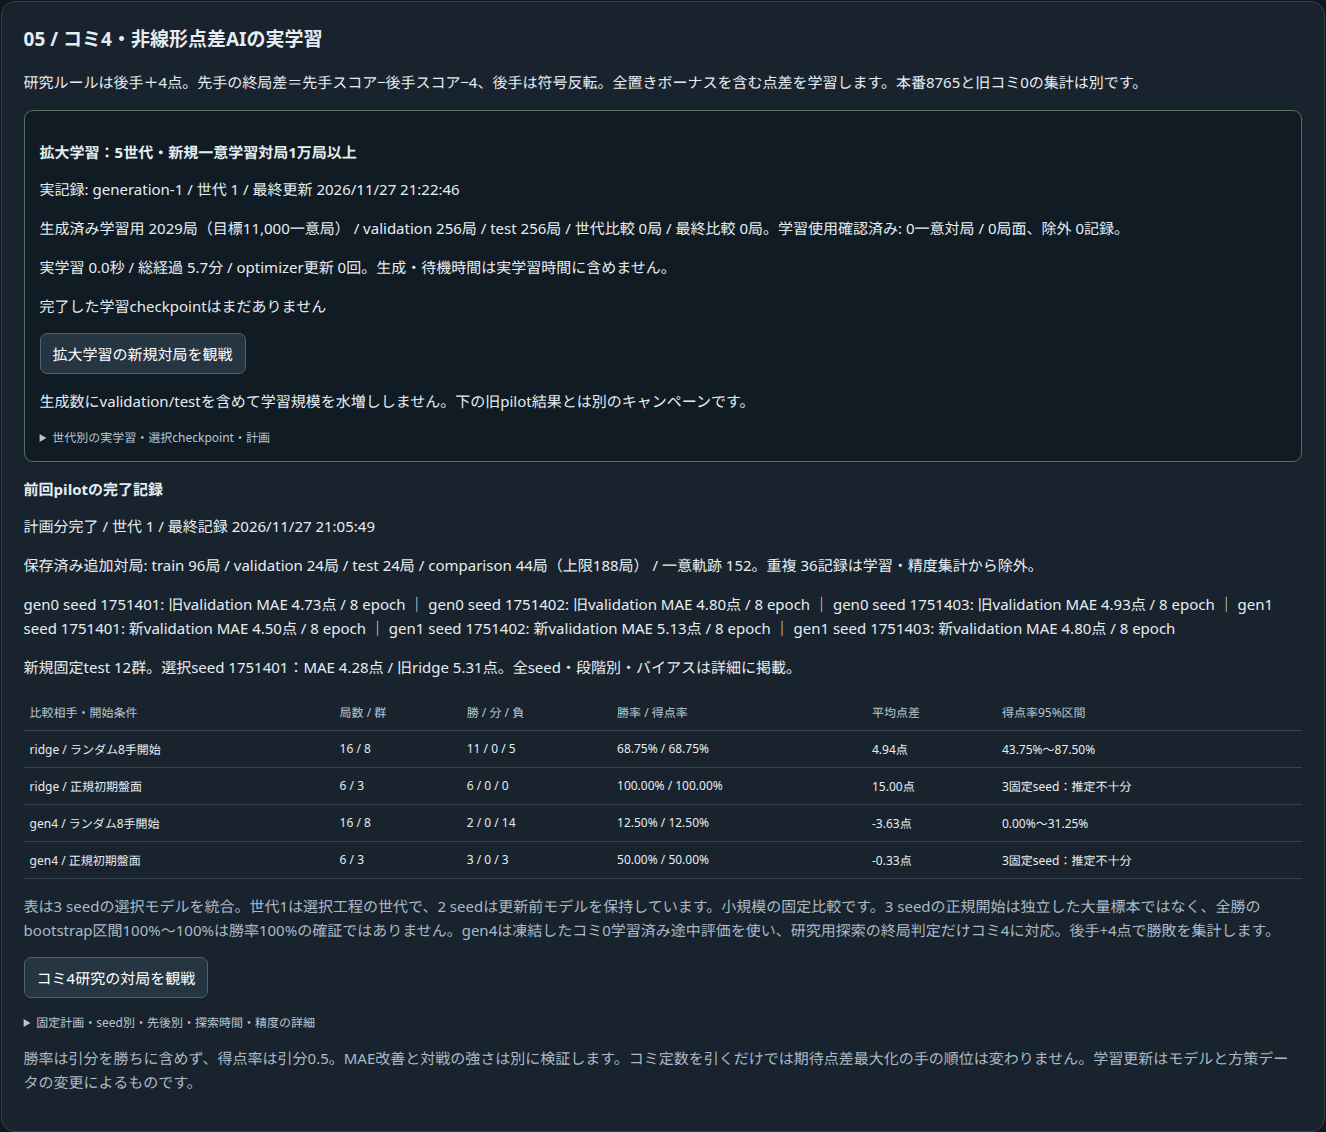 05 / コミ4・非線形点差AIの実学習
研究ルールは後手＋4点。先手の終局差＝先手スコア−後手スコア−4、後手は符号反転。全置きボーナスを含む点差を学習します。本番8765と旧コミ0の集計は別です。
拡大学習：5世代・新規一意学習対局1万局以上
実記録: generation-1 / 世代 1 / 最終更新 2026/11/27 21:22:46
生成済み学習用 2029局（目標11,000一意局） / validation 256局 / test 256局 / 世代比較 0局 / 最終比較 0局。学習使用確認済み: 0一意対局 / 0局面、除外 0記録。
実学習 0.0秒 / 総経過 5.7分 / optimizer更新 0回。生成・待機時間は実学習時間に含めません。
完了した学習checkpointはまだありません
拡大学習の新規対局を観戦
生成数にvalidation/testを含めて学習規模を水増ししません。下の旧pilot結果とは別のキャンペーンです。
▶ 世代別の実学習・選択checkpoint・計画
前回pilotの完了記録
計画分完了 / 世代 1 / 最終記録 2026/11/27 21:05:49
保存済み追加対局: train 96局 / validation 24局 / test 24局 / comparison 44局（上限188局） / 一意軌跡 152。重複 36記録は学習・精度集計から除外。
gen0 seed 1751401: 旧validation MAE 4.73点 / 8 epoch ｜ gen0 seed 1751402: 旧validation MAE 4.80点 / 8 epoch ｜ gen0 seed 1751403: 旧validation MAE 4.93点 / 8 epoch ｜ gen1
seed 1751401: 新validation MAE 4.50点 / 8 epoch ｜ gen1 seed 1751402: 新validation MAE 5.13点 / 8 epoch ｜ gen1 seed 1751403: 新validation MAE 4.80点 / 8 epoch
新規固定test 12群。選択seed 1751401：MAE 4.28点 / 旧ridge 5.31点。全seed・段階別・バイアスは詳細に掲載。
比較相手・開始条件 局数 / 群 勝 / 分 / 負 勝率 / 得点率 平均点差 得点率95%区間
ridge / ランダム8手開始 16 / 8 11 / 0 / 5 68.75% / 68.75% 4.94点 43.75%〜87.50%
ridge / 正規初期盤面 6 / 3 6 / 0 / 0 100.00% / 100.00% 15.00点 3固定seed：推定不十分
gen4 / ランダム8手開始 16 / 8 2 / 0 / 14 12.50% / 12.50% -3.63点 0.00%〜31.25%
gen4 / 正規初期盤面 6 / 3 3 / 0 / 3 50.00% / 50.00% -0.33点 3固定seed：推定不十分
表は3 seedの選択モデルを統合。世代1は選択工程の世代で、2 seedは更新前モデルを保持しています。小規模の固定比較です。3 seedの正規開始は独立した大量標本ではなく、全勝の
bootstrap区間100%〜100%は勝率100%の確証ではありません。gen4は凍結したコミ0学習済み途中評価を使い、研究用探索の終局判定だけコミ4に対応。後手+4点で勝敗を集計します。
コミ4研究の対局を観戦
▶ 固定計画・seed別・先後別・探索時間・精度の詳細
勝率は引分を勝ちに含めず、得点率は引分0.5。MAE改善と対戦の強さは別に検証します。コミ定数を引くだけでは期待点差最大化の手の順位は変わりません。学習更新はモデルと方策デー
タの変更によるものです。